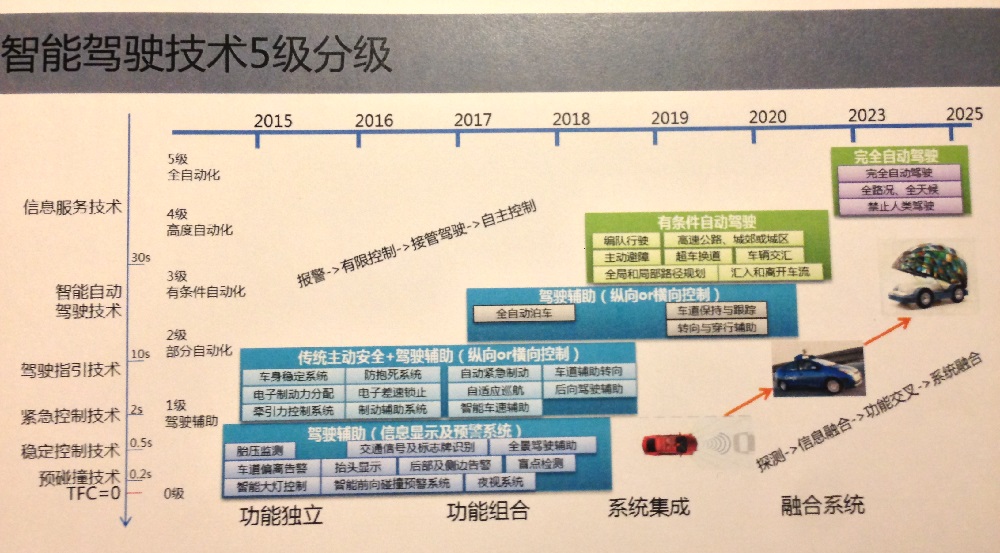 智能驾驶技术5级分级
2015 2016 2017 2018 2019 2020 2023 2025
5级
全自动化
完全自动驾驶
完全自动驾驶
全路况、全天候
禁止人类驾驶
信息服务技术
4级
高度自动化
报警->有限控制->接管驾驶->自主控制
有条件自动驾驶
编队行驶 高速公路、城郊或城区
主动避障 超车换道 车辆交汇
全局和局部路径规划 汇入和离开车流
30s
3级
有条件自动化
智能自动
驾驶技术
驾驶辅助（纵向or横向控制）
全自动泊车 车道保持与跟踪
转向与穿行辅助
2级
部分自动化
10s
驾驶指引技术
传统主动安全+驾驶辅助（纵向or横向控制）
车身稳定系统 防抱死系统 自动紧急制动 车道辅助转向
电子制动力分配 电子差速锁止 自适应巡航 后向驾驶辅助
牵引力控制系统 制动辅助系统 智能车速辅助
1级
驾驶辅助
2s
紧急控制技术
驾驶辅助（信息显示及预警系统）
胎压监测 交通信号及标志牌识别 全景驾驶辅助
车道偏离告警 抬头显示 后部及侧边告警 盲点检测
智能大灯控制 智能前向碰撞预警系统 夜视系统
0.5s
稳定控制技术
0.2s
预碰撞技术
TFC=0
0级
探测->信息融合->功能交叉->系统融合
功能独立 功能组合 系统集成 融合系统